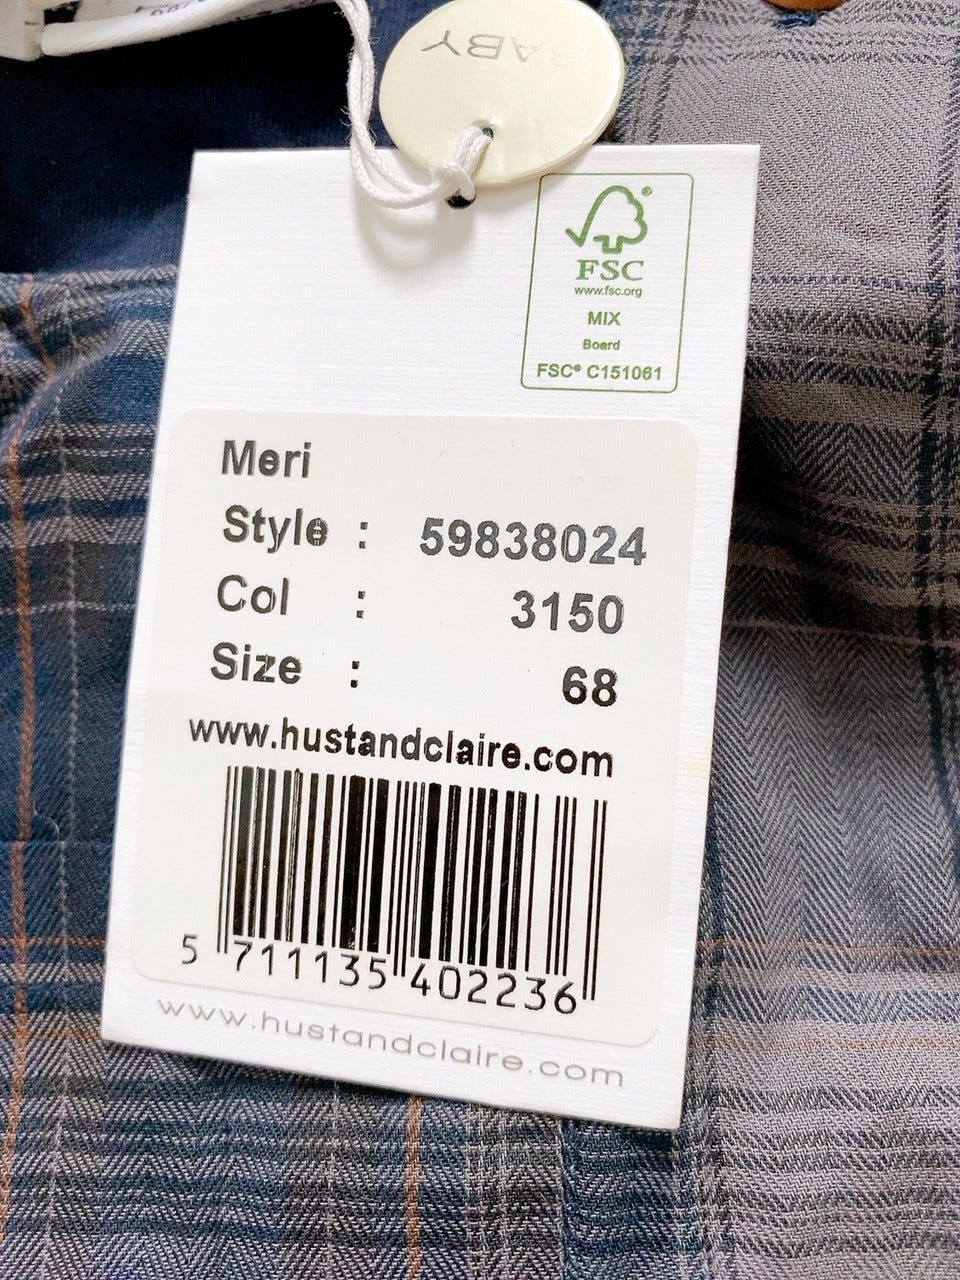 BABY
FSC
www.fsc.org
MIX
Board
FSC® C151061
Meri
Style : 59838024
Col : 3150
Size : 68
www.hustandclaire.com
5 711135 402236
www.hustandclaire.com